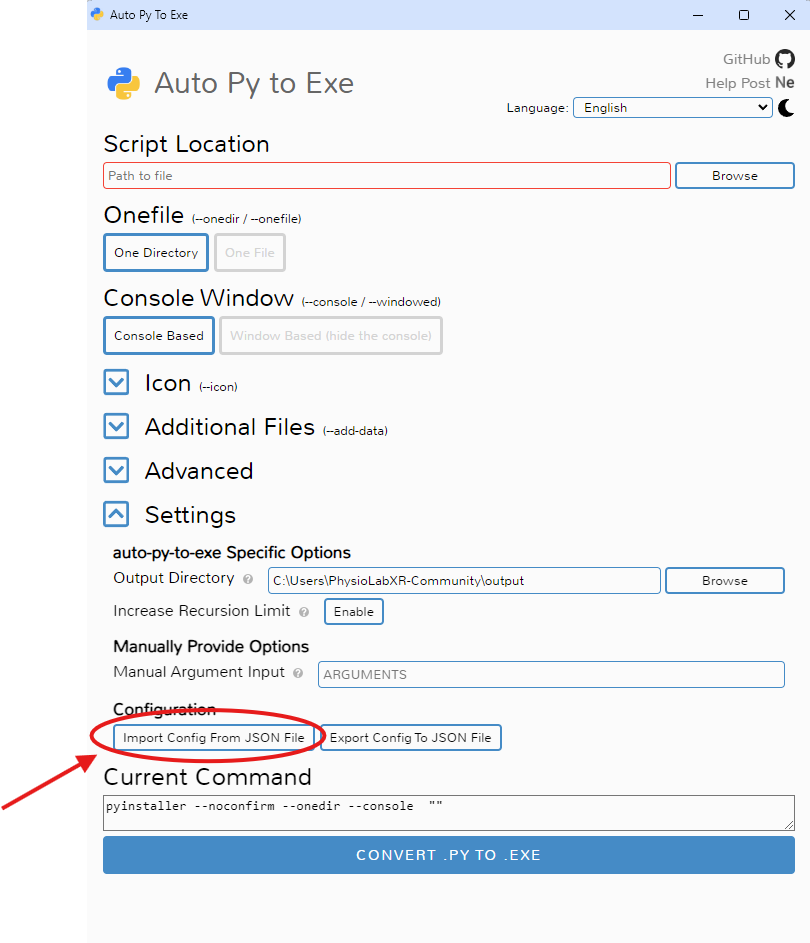 Auto Py To Exe
GitHub
Help Post Ne
Auto Py to Exe
Language: English
Script Location
Path to file Browse
Onefile (--onedir / --onefile)
One Directory One File
Console Window (--console / --windowed)
Console Based Window Based (hide the console)
Icon (--icon)
Additional Files (--add-data)
Advanced
Settings
auto-py-to-exe Specific Options
Output Directory ? C:\Users\PhysioLabXR-Community\output Browse
Increase Recursion Limit ? Enable
Manually Provide Options
Manual Argument Input ? ARGUMENTS
Configuration
Import Config From JSON File Export Config To JSON File
Current Command
pyinstaller --noconfirm --onedir --console  ""
CONVERT .PY TO .EXE